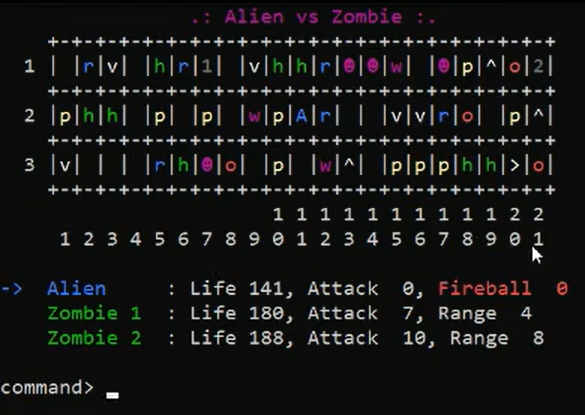 .: Alien vs Zombie :.
+-+-+-+-+-+-+-+-+-+-+-+-+-+-+-+-+-+-+-+-+-+
1 | |r|v| |h|r|1| |v|h|h|r|☻|☻|w| |☻|p|^|o|2|
+-+-+-+-+-+-+-+-+-+-+-+-+-+-+-+-+-+-+-+-+-+
2 |p|h|h| |p| |p| |w|p|A|r| | |v|v|r|o| |p|^|
+-+-+-+-+-+-+-+-+-+-+-+-+-+-+-+-+-+-+-+-+-+
3 |v| | | |r|h|☻|o| |p| |w|^| |p|p|p|h|h|>|o|
+-+-+-+-+-+-+-+-+-+-+-+-+-+-+-+-+-+-+-+-+-+
1 1 1 1 1 1 1 1 1 1 2 2
1 2 3 4 5 6 7 8 9 0 1 2 3 4 5 6 7 8 9 0 1
-> Alien : Life 141, Attack 0, Fireball 0
Zombie 1 : Life 180, Attack 7, Range 4
Zombie 2 : Life 188, Attack 10, Range 8
command> _